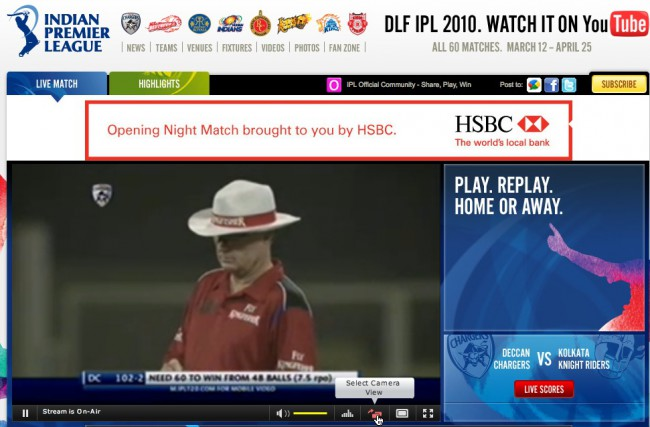 INDIAN
PREMIER
LEAGUE
DLF IPL 2010. WATCH IT ON YouTube
ALL 60 MATCHES. MARCH 12 – APRIL 25
NEWS | TEAMS | VENUES | FIXTURES | VIDEOS | PHOTOS | FAN ZONE
LIVE MATCH
HIGHLIGHTS
IPL Official Community - Share, Play, Win
Post to:
SUBSCRIBE
Opening Night Match brought to you by HSBC.
HSBC
The world's local bank
PLAY. REPLAY.
HOME OR AWAY.
Kingfisher
DC 102-2 NEED 60 TO WIN FROM 48 BALLS (7.5 rpo)
M.IPLT20.COM FOR MOBILE VIDEO
Select Camera
View
Stream is On-Air
DECCAN
CHARGERS
VS
KOLKATA
KNIGHT RIDERS
LIVE SCORES